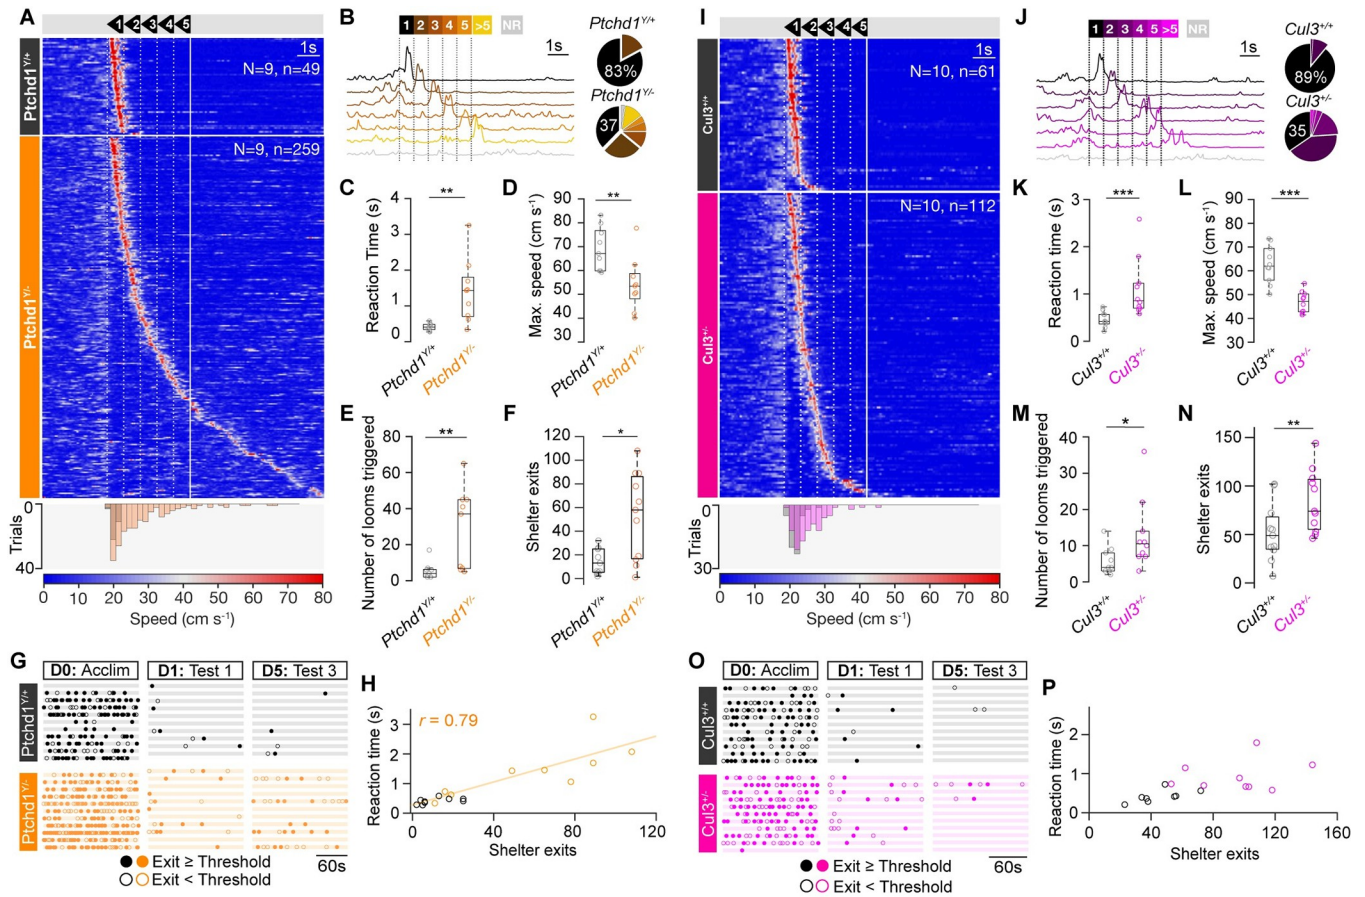 A
1 2 3 4 5
1s
N=9, n=49
Ptchd1Y/+
N=9, n=259
Ptchd1Y/-
0
Trials
40
0 10 20 30 40 50 60 70 80
Speed (cm s-1)
B
1 2 3 4 5 >5 NR
1s
Ptchd1Y/+
83%
Ptchd1Y/-
37
C
Reaction Time (s)
4
3
2
1
0
**
Ptchd1Y/+
Ptchd1Y/-
D
Max. speed (cm s-1)
90
80
70
60
50
40
30
**
Ptchd1Y/+
Ptchd1Y/-
E
Number of looms triggered
80
60
40
20
0
**
Ptchd1Y/+
Ptchd1Y/-
F
Shelter exits
120
100
80
60
40
20
0
*
Ptchd1Y/+
Ptchd1Y/-
G
D0: Acclim
D1: Test 1
D5: Test 3
Ptchd1Y/+
Ptchd1Y/-
Exit ≥ Threshold
Exit < Threshold
60s
H
r = 0.79
Reaction time (s)
3
2
1
0
0 40 80 120
Shelter exits
I
1 2 3 4 5
1s
N=10, n=61
Cul3+/+
N=10, n=112
Cul3+/-
0
Trials
30
0 10 20 30 40 50 60 70 80
Speed (cm s-1)
J
1 2 3 4 5 >5 NR
1s
Cul3+/+
89%
Cul3+/-
35
K
Reaction time (s)
3
2
1
0
***
Cul3+/+
Cul3+/-
L
Max. speed (cm s-1)
90
80
70
60
50
40
30
***
Cul3+/+
Cul3+/-
M
Number of looms triggered
40
30
20
10
0
*
Cul3+/+
Cul3+/-
N
Shelter exits
150
100
50
0
**
Cul3+/+
Cul3+/-
O
D0: Acclim
D1: Test 1
D5: Test 3
Cul3+/+
Cul3+/-
Exit ≥ Threshold
Exit < Threshold
60s
P
Reaction time (s)
2
1
0
0 40 80 120 160
Shelter exits